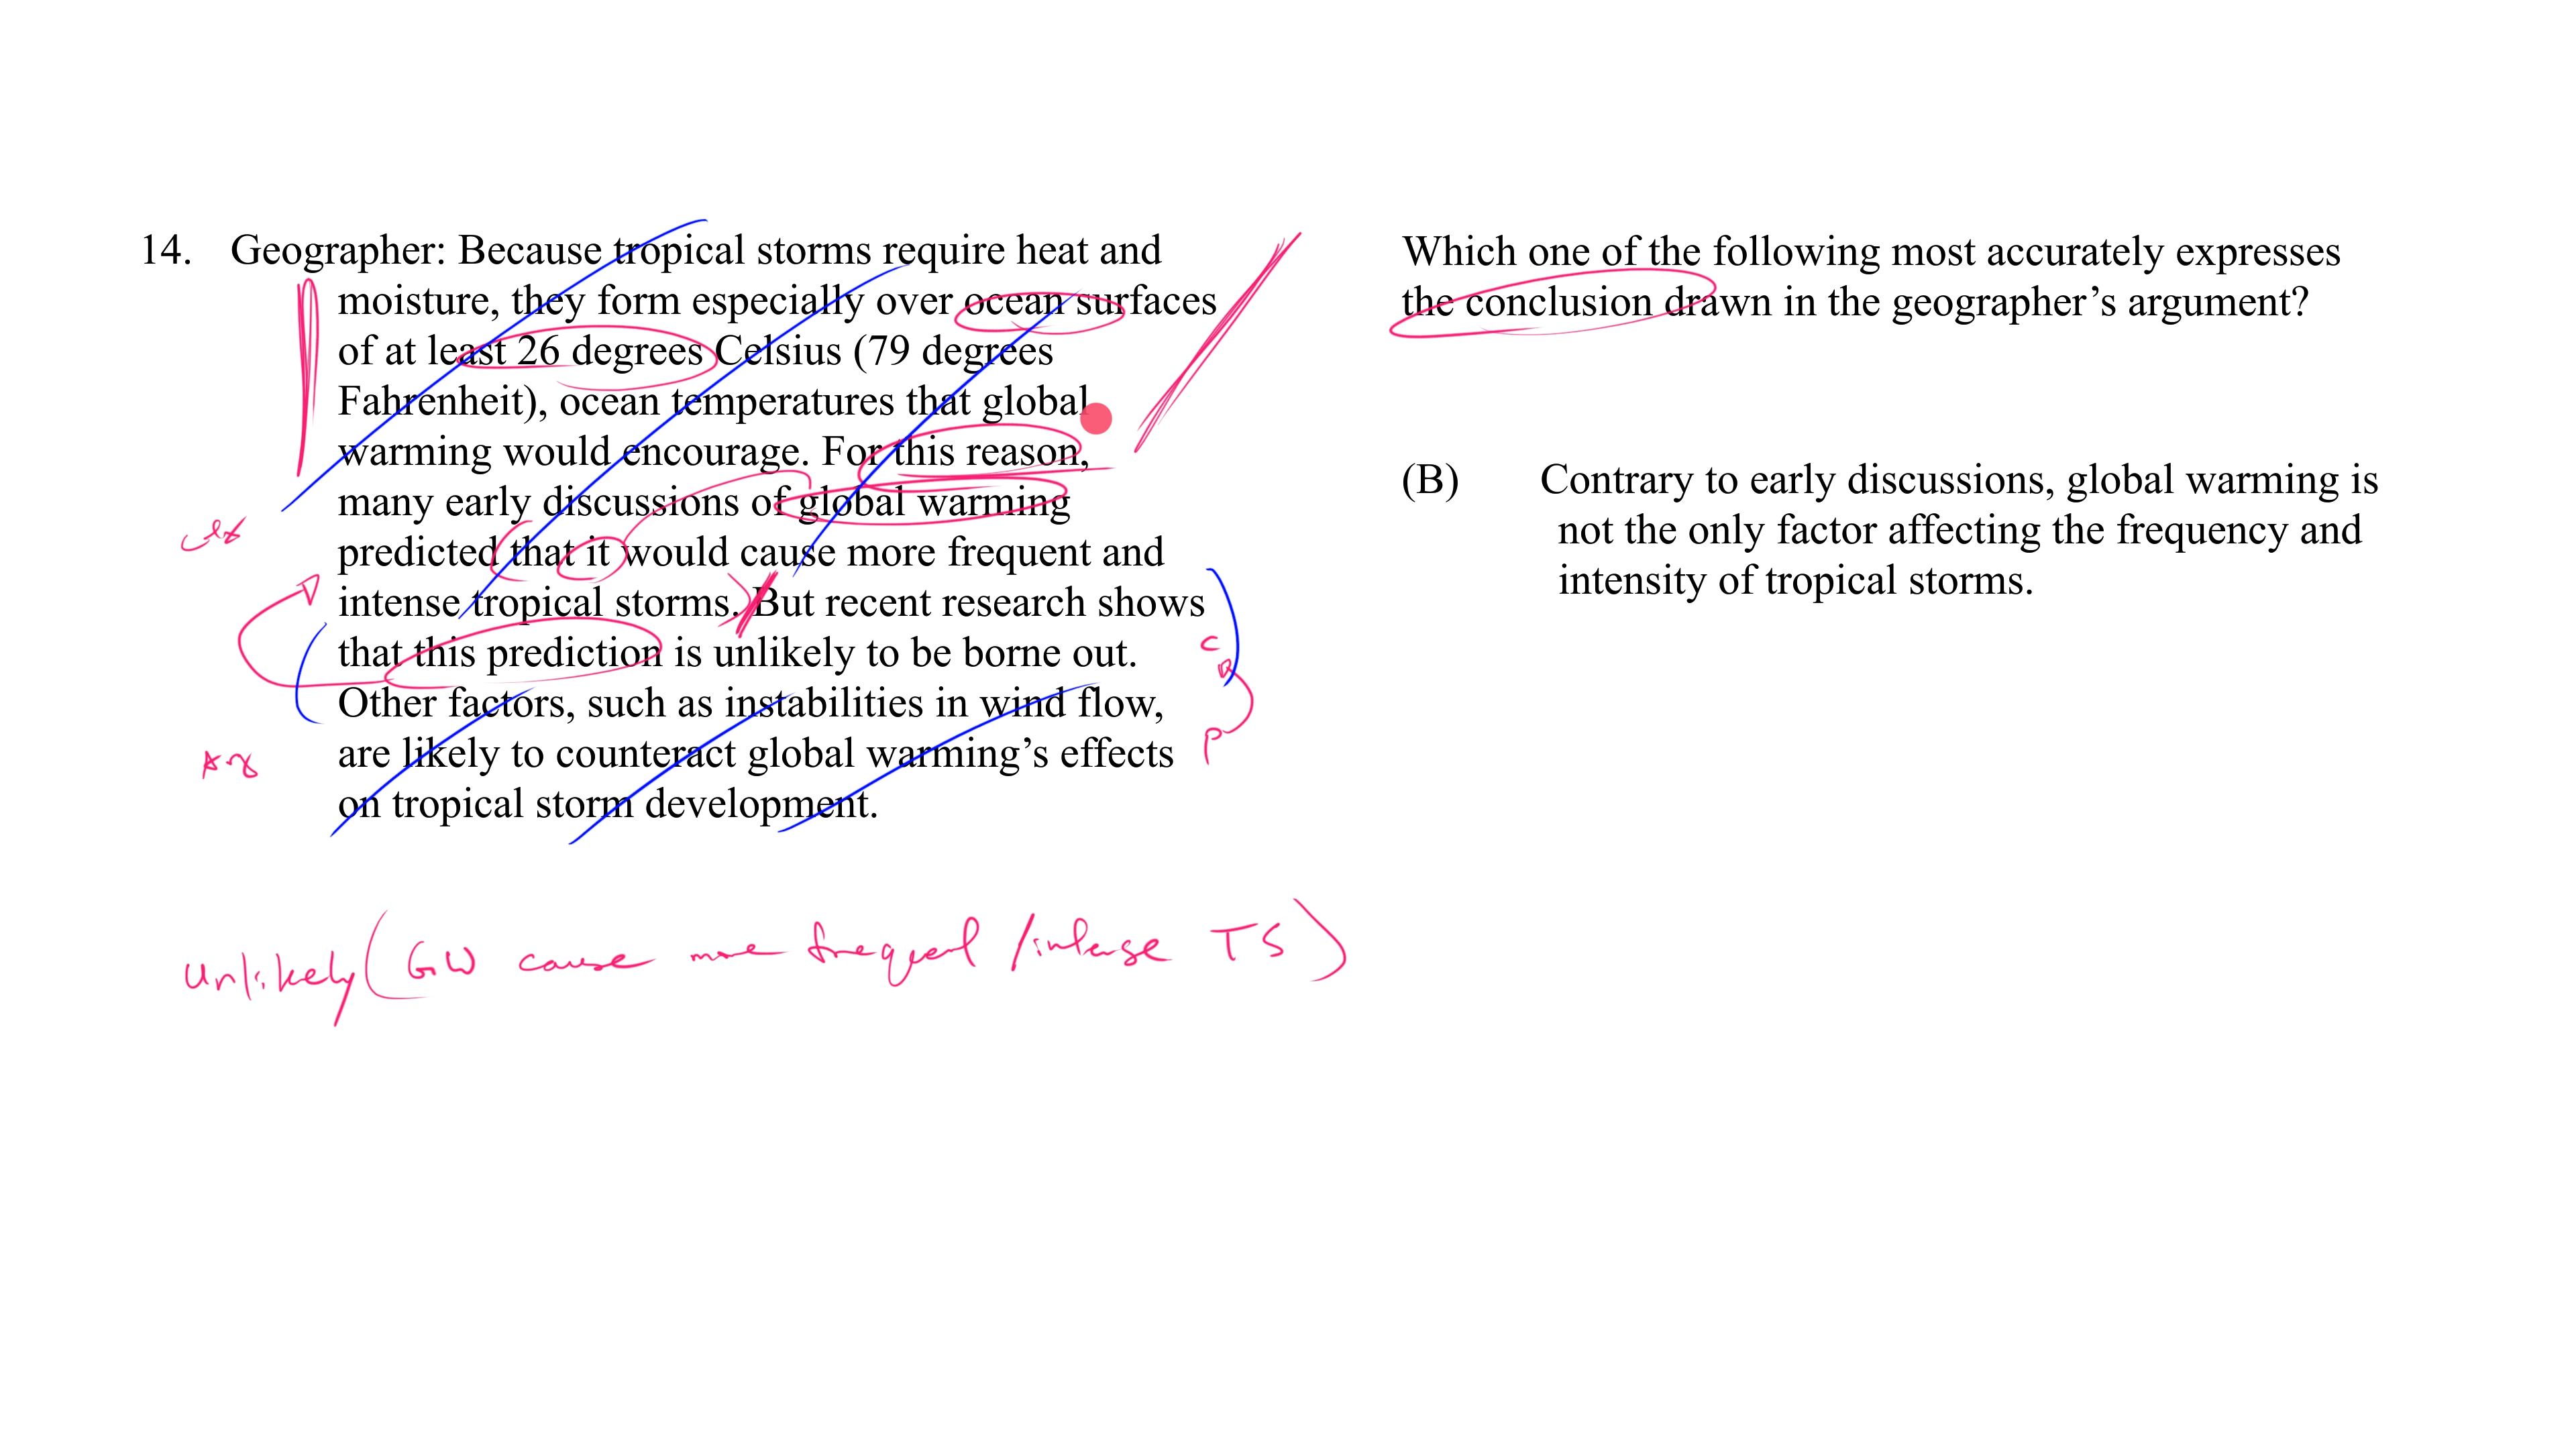 14. Geographer: Because tropical storms require heat and
moisture, they form especially over ocean surfaces
of at least 26 degrees Celsius (79 degrees
Fahrenheit), ocean temperatures that global
warming would encourage. For this reason,
many early discussions of global warming
predicted that it would cause more frequent and
intense tropical storms. But recent research shows
that this prediction is unlikely to be borne out.
Other factors, such as instabilities in wind flow,
are likely to counteract global warming's effects
on tropical storm development.
C
P
unlikely (GW cause more frequent / intense TS)
Which one of the following most accurately expresses
the conclusion drawn in the geographer's argument?
(B) Contrary to early discussions, global warming is
not the only factor affecting the frequency and
intensity of tropical storms.